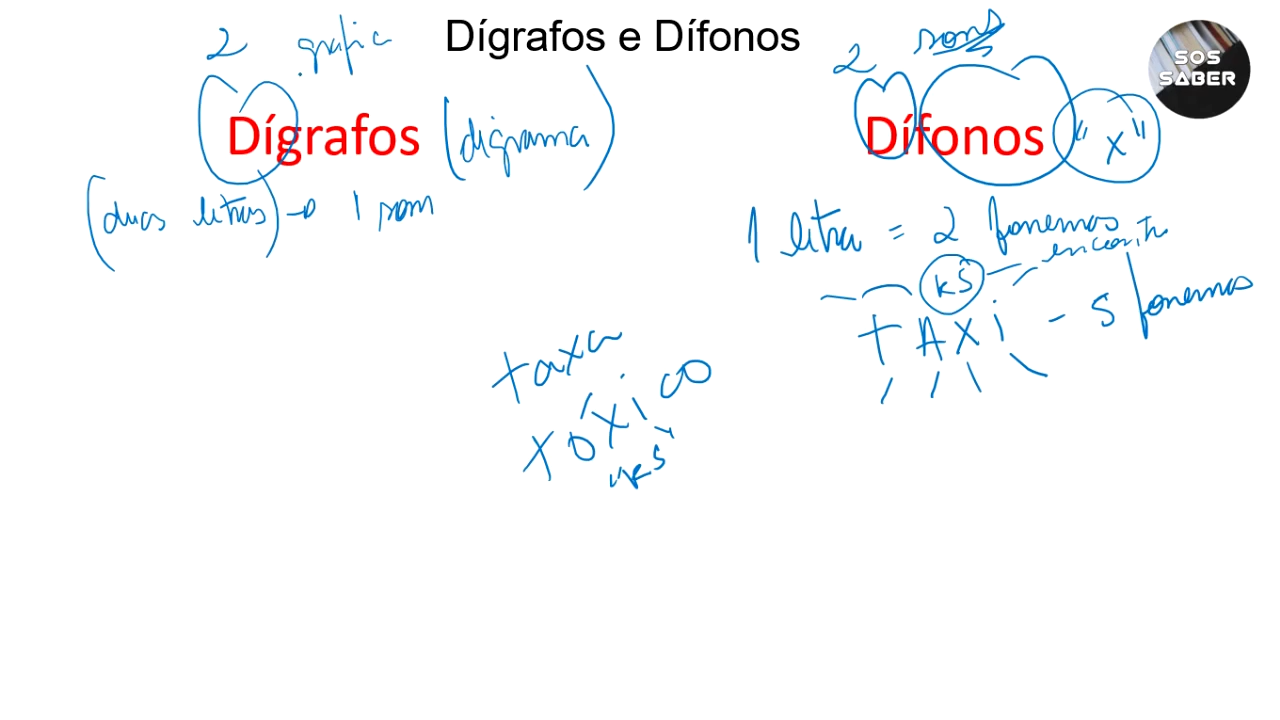 Dígrafos e Dífonos
2 grafia
2 sons
SOS
SABER
Dígrafos (digrama)
Dífonos "x"
(duas letras) → 1 som
1 letra = 2 fonemas
ks
TAXi - 5 fonemas
taxa
tóxico
"ks"